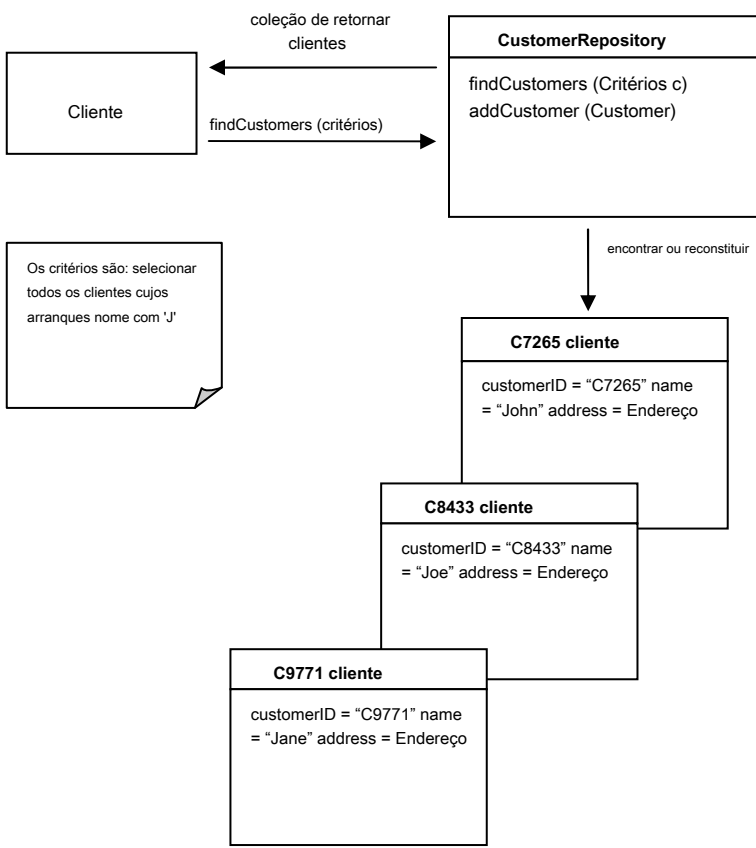 coleção de retornar
clientes
CustomerRepository
findCustomers (Critérios c)
addCustomer (Customer)
Cliente
findCustomers (critérios)
encontrar ou reconstituir
Os critérios são: selecionar
todos os clientes cujos
arranques nome com 'J'
C7265 cliente
customerID = “C7265” name
= “John” address = Endereço
C8433 cliente
customerID = “C8433” name
= “Joe” address = Endereço
C9771 cliente
customerID = “C9771” name
= “Jane” address = Endereço